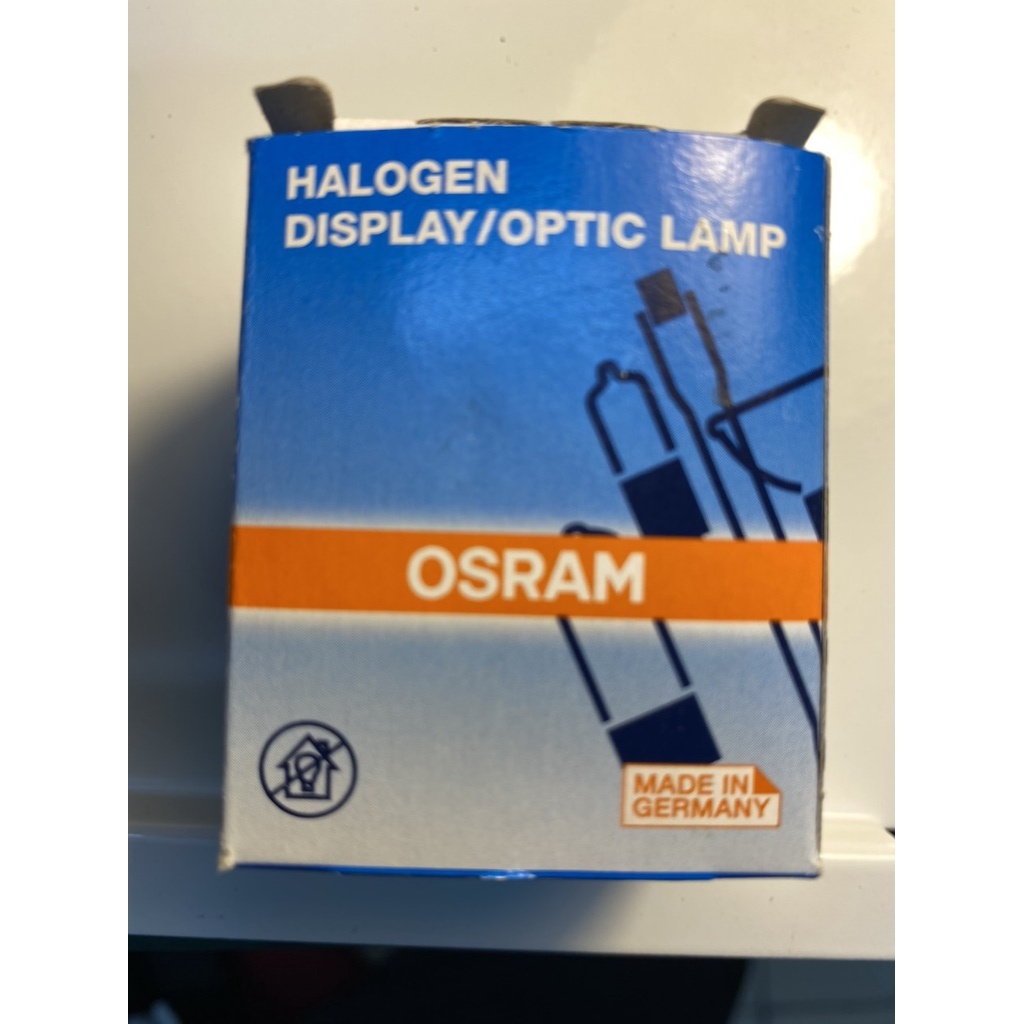 HALOGEN
DISPLAY/OPTIC LAMP
OSRAM
MADE IN
GERMANY